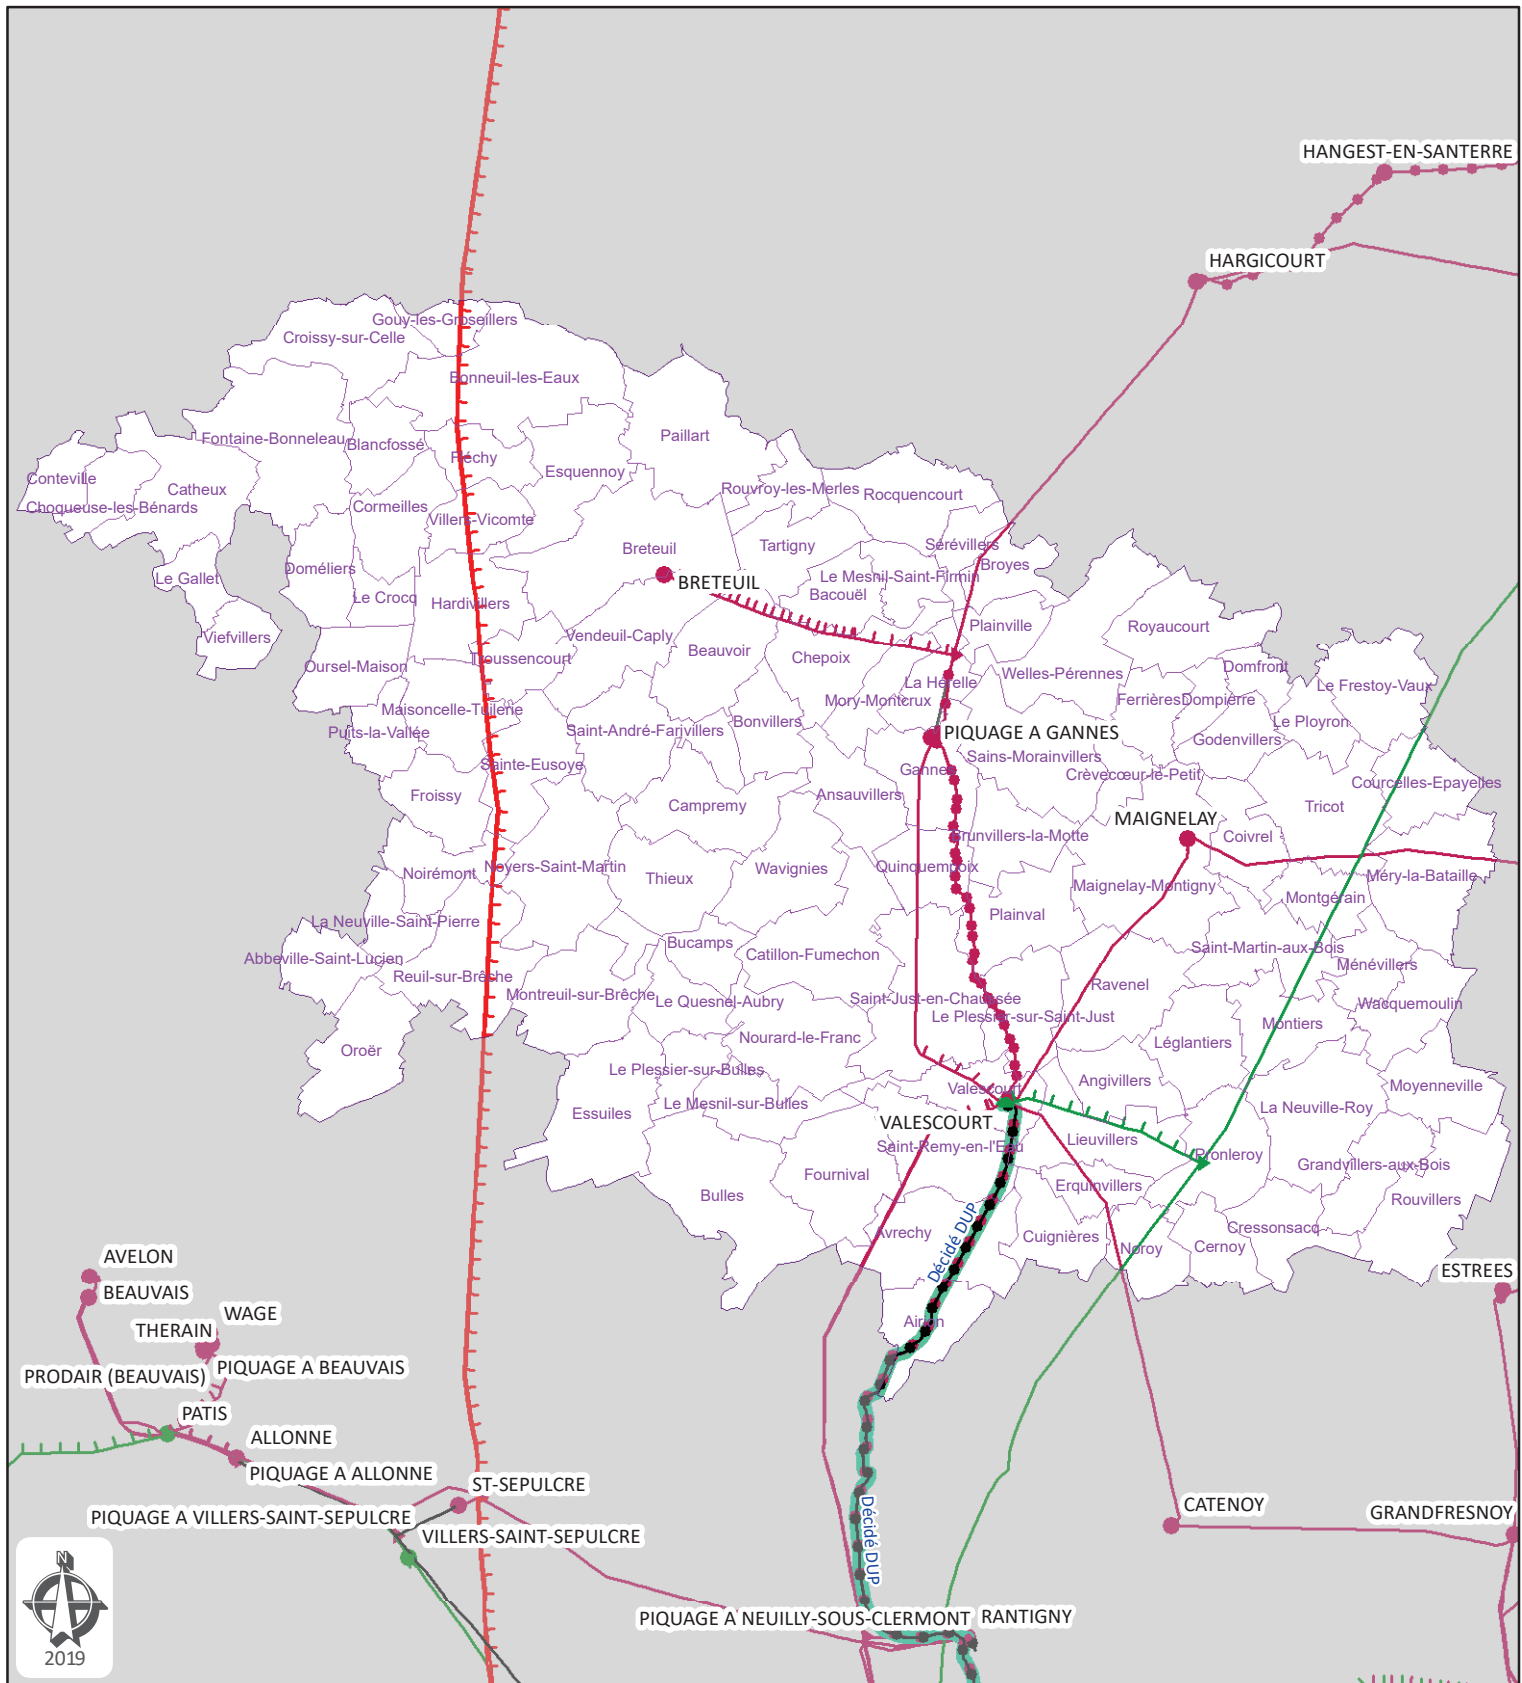 HANGEST-EN-SANTERRE
HARGICOURT
Gouy-les-Groseillers
Croissy-sur-Celle
Bonneuil-les-Eaux
Paillart
Fontaine-Bonneleau
Blancfossé
Fléchy
Esquennoy
Conteville
Catheux
Rouvroy-les-Merles
Rocquencourt
Choqueuse-les-Bénards
Cormeilles
Villers-Vicomte
Breteuil
Tartigny
Sérévillers
Broyes
Doméliers
Le Gallet
BRETEUIL
Le Mesnil-Saint-Firmin
Bacouël
Le Crocq
Hardivillers
Viefvillers
Vendeuil-Caply
Plainville
Royaucourt
Oursel-Maison
Troussencourt
Beauvoir
Chepoix
Welles-Pérennes
Domfront
La Hérelle
Le Frestoy-Vaux
Maisoncelle-Tuilerie
Mory-Montcrux
Ferrières
Dompierre
Puits-la-Vallée
Saint-André-Farivillers
Bonvillers
Le Ployron
PIQUAGE A GANNES
Godenvillers
Sainte-Eusoye
Gannes
Sains-Morainvillers
Crèvecœur-le-Petit
Courcelles-Epayelles
Froissy
Campremy
Ansauvillers
Tricot
MAIGNELAY
Brunvillers-la-Motte
Coivrel
Noirémont
Noyers-Saint-Martin
Thieux
Wavignies
Quinquempoix
Maignelay-Montigny
Méry-la-Bataille
Montgérain
La Neuville-Saint-Pierre
Plainval
Abbeville-Saint-Lucien
Bucamps
Catillon-Fumechon
Saint-Martin-aux-Bois
Ménévillers
Reuil-sur-Brêche
Montreuil-sur-Brêche
Le Quesnel-Aubry
Saint-Just-en-Chaussée
Ravenel
Wacquemoulin
Le Plessier-sur-Saint-Just
Montiers
Oroër
Nourard-le-Franc
Léglantiers
Le Plessier-sur-Bulles
Valescourt
Angivillers
Moyenneville
Essuiles
Le Mesnil-sur-Bulles
La Neuville-Roy
VALESCOURT
Saint-Remy-en-l'Eau
Lieuvillers
Pronleroy
Grandvillers-aux-Bois
Fournival
Erquinvillers
Rouvillers
Bulles
Avrechy
Décidé DUP
Cuignières
Noroy
Cernoy
Cressonsacq
AVELON
BEAUVAIS
ESTREES
WAGE
THERAIN
Airion
PIQUAGE A BEAUVAIS
PRODAIR (BEAUVAIS)
PATIS
ALLONNE
PIQUAGE A ALLONNE
ST-SEPULCRE
PIQUAGE A VILLERS-SAINT-SEPULCRE
VILLERS-SAINT-SEPULCRE
Décidé DUP
CATENOY
GRANDFRESNOY
PIQUAGE A NEUILLY-SOUS-CLERMONT
RANTIGNY
N
2019